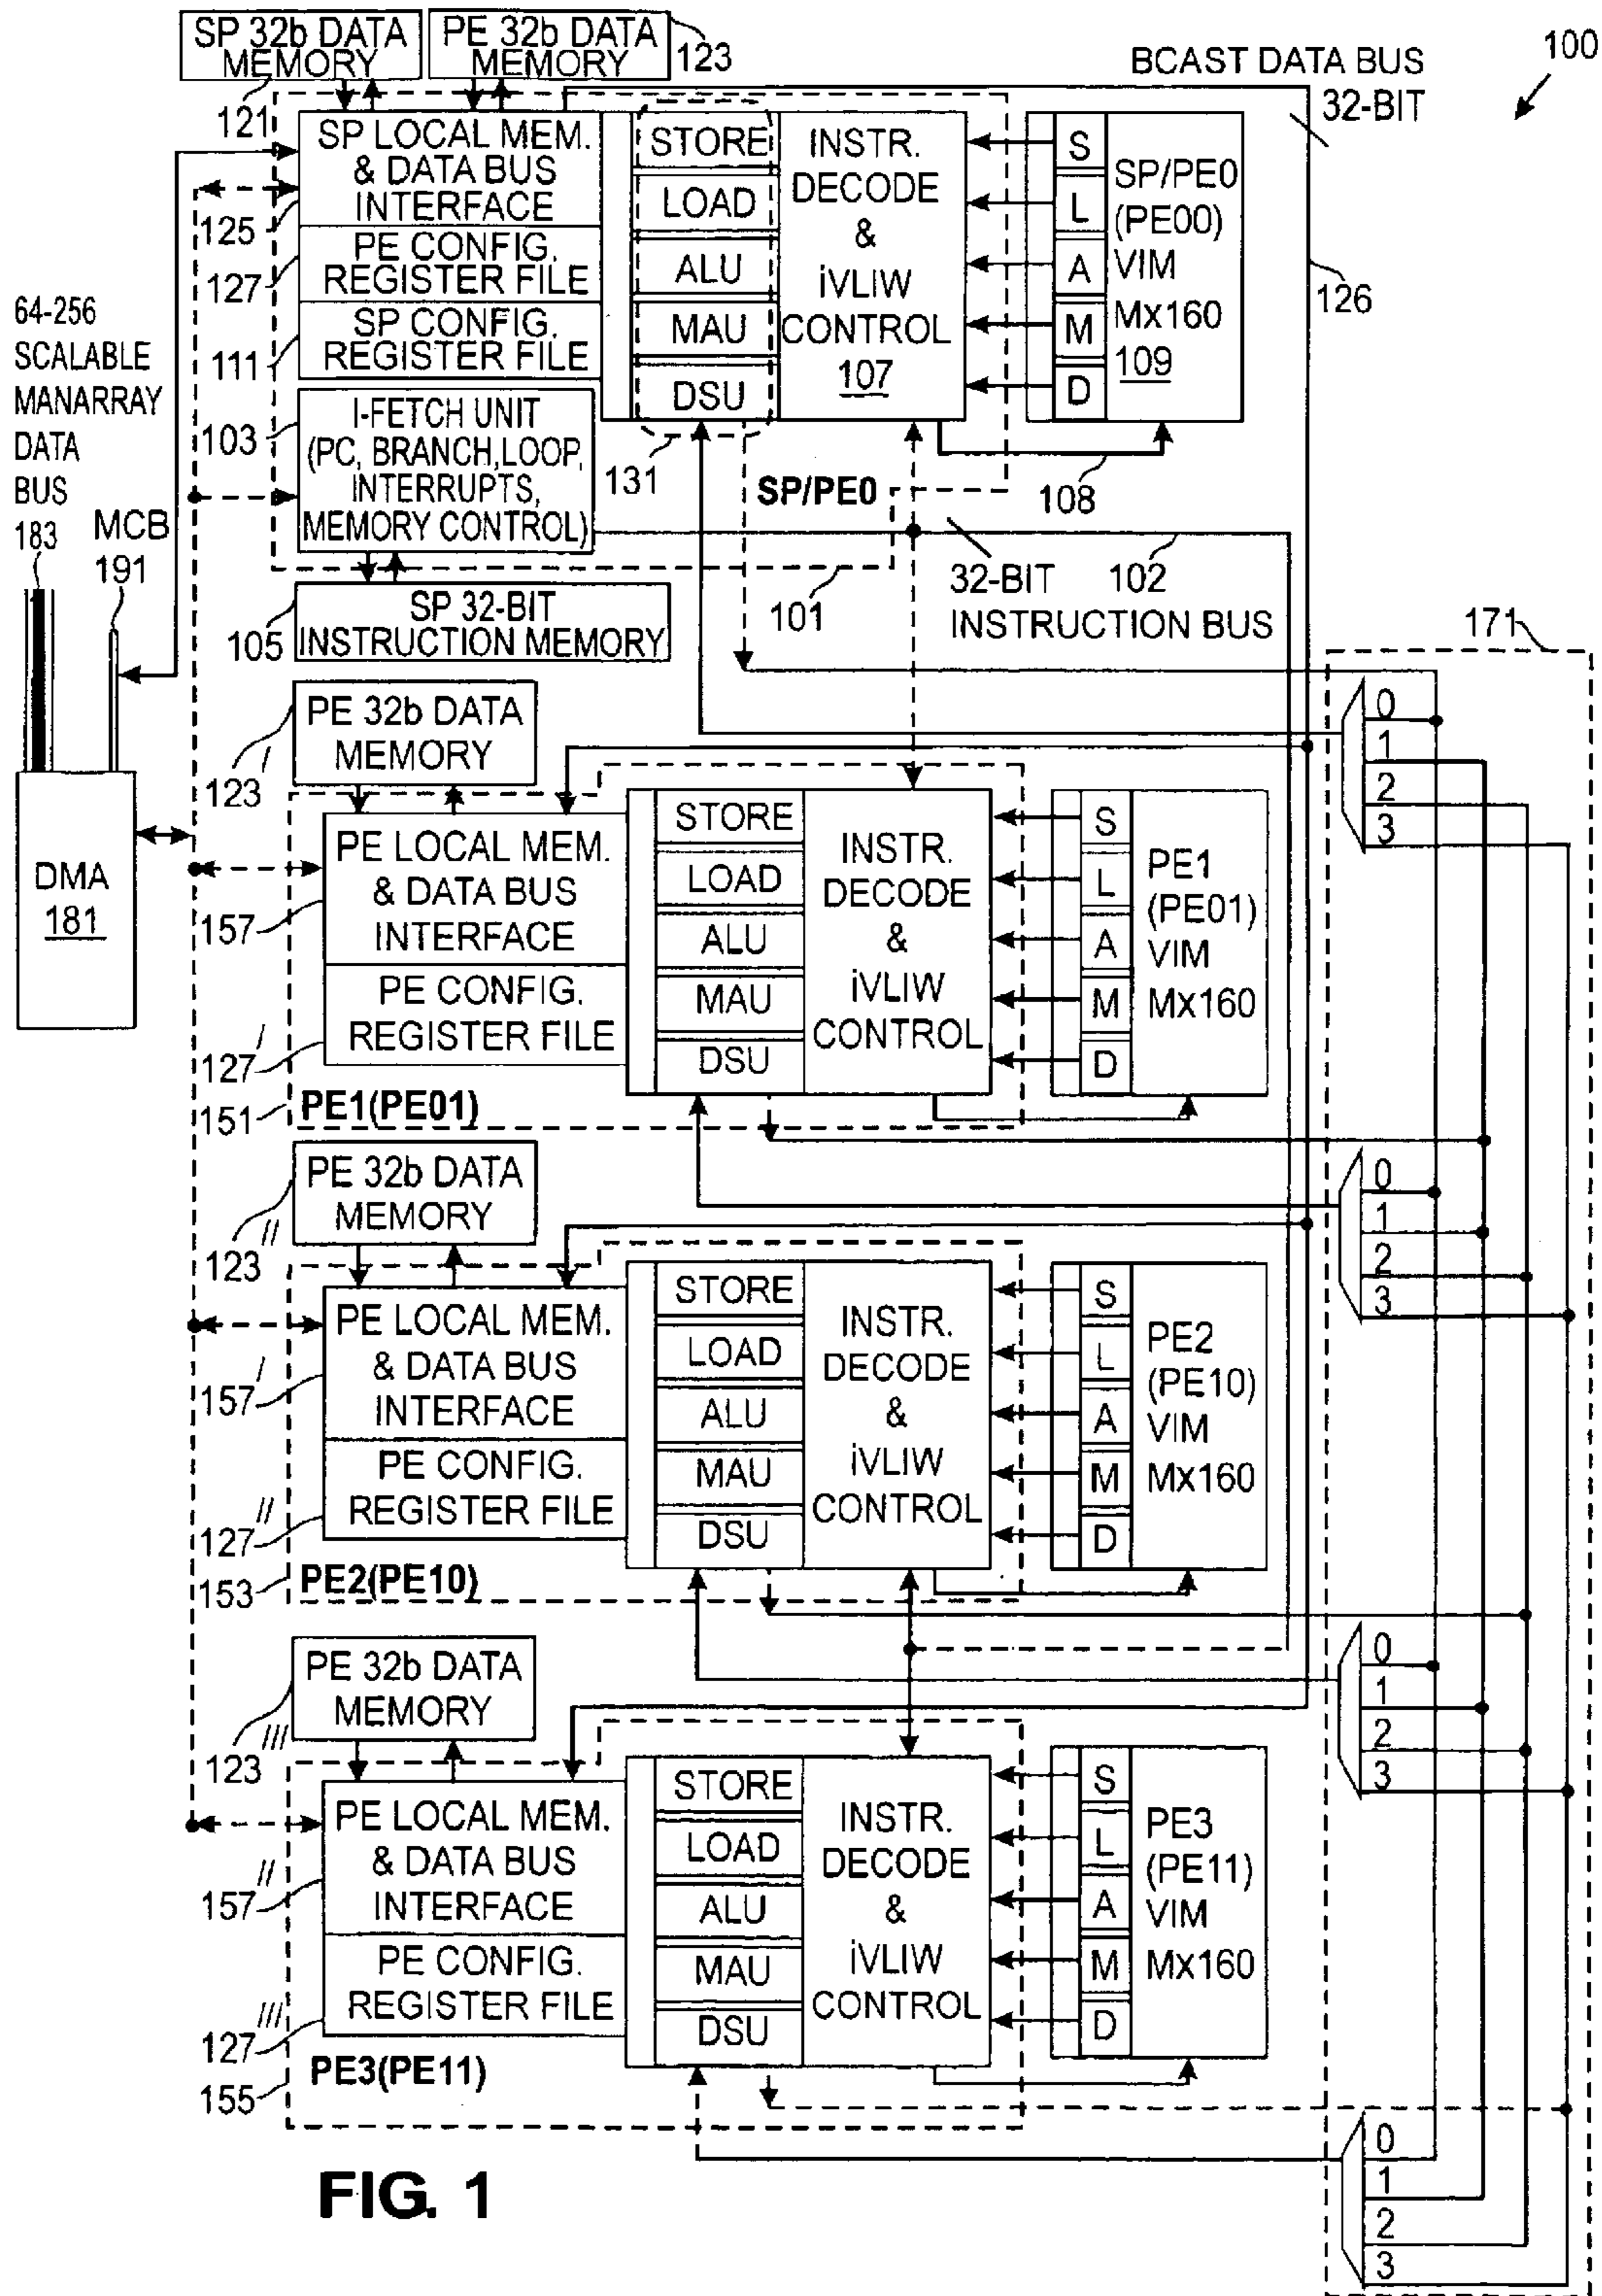 SP 32b DATA
MEMORY
PE 32b DATA
MEMORY
123
BCAST DATA BUS
32-BIT
100
121
SP LOCAL MEM.
& DATA BUS
INTERFACE
125
PE CONFIG.
REGISTER FILE
127
SP CONFIG.
REGISTER FILE
111
STORE
LOAD
ALU
MAU
DSU
INSTR.
DECODE
&
iVLIW
CONTROL
107
S
L
A
M
D
SP/PE0
(PE00)
VIM
Mx160
109
126
64-256
SCALABLE
MANARRAY
DATA
BUS
183
MCB
191
103
I-FETCH UNIT
(PC, BRANCH,LOOP,
INTERRUPTS,
MEMORY CONTROL)
131
SP/PE0
108
105
SP 32-BIT
INSTRUCTION MEMORY
101
32-BIT
INSTRUCTION BUS
102
171
DMA
181
PE 32b DATA
MEMORY
123'
0
1
2
3
PE LOCAL MEM.
& DATA BUS
INTERFACE
157
PE CONFIG.
REGISTER FILE
127'
STORE
LOAD
ALU
MAU
DSU
INSTR.
DECODE
&
iVLIW
CONTROL
S
L
A
M
D
PE1
(PE01)
VIM
Mx160
151
PE1(PE01)
PE 32b DATA
MEMORY
123''
0
1
2
3
PE LOCAL MEM.
& DATA BUS
INTERFACE
157'
PE CONFIG.
REGISTER FILE
127''
STORE
LOAD
ALU
MAU
DSU
INSTR.
DECODE
&
iVLIW
CONTROL
S
L
A
M
D
PE2
(PE10)
VIM
Mx160
153
PE2(PE10)
PE 32b DATA
MEMORY
123'''
0
1
2
3
PE LOCAL MEM.
& DATA BUS
INTERFACE
157''
PE CONFIG.
REGISTER FILE
127'''
STORE
LOAD
ALU
MAU
DSU
INSTR.
DECODE
&
iVLIW
CONTROL
S
L
A
M
D
PE3
(PE11)
VIM
Mx160
155
PE3(PE11)
0
1
2
3
FIG. 1